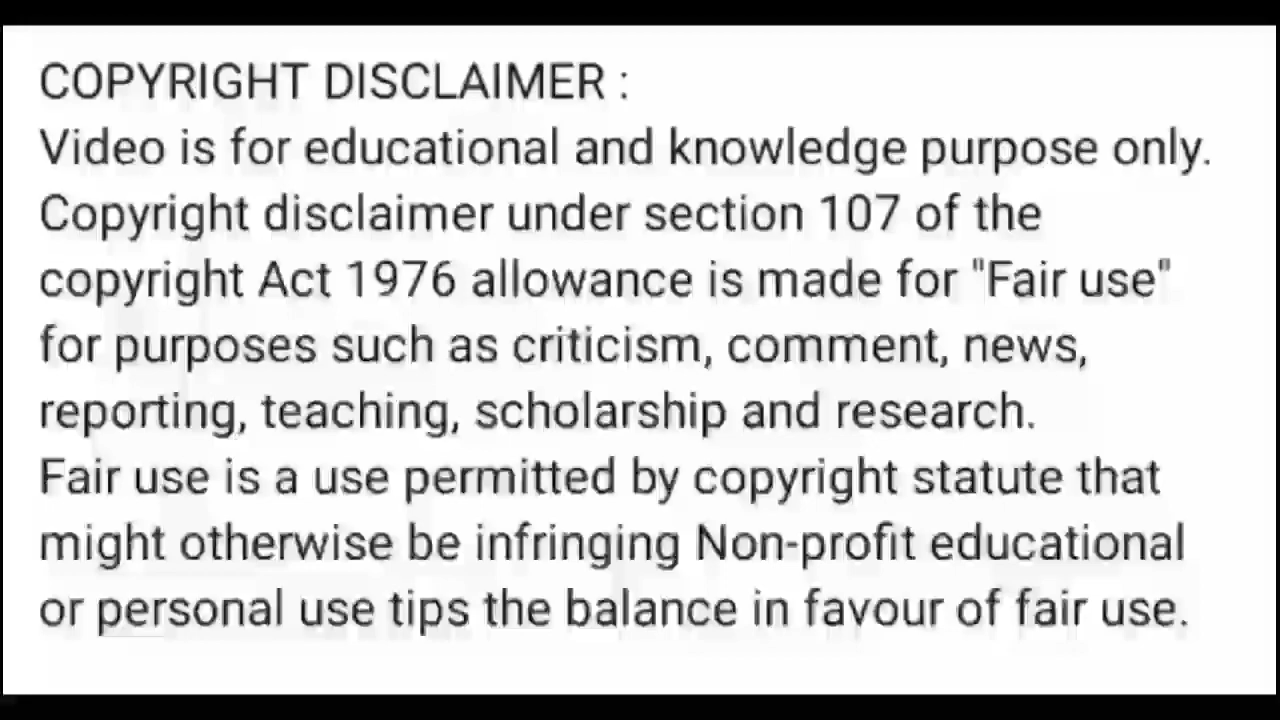 COPYRIGHT DISCLAIMER :
Video is for educational and knowledge purpose only.
Copyright disclaimer under section 107 of the
copyright Act 1976 allowance is made for "Fair use"
for purposes such as criticism, comment, news,
reporting, teaching, scholarship and research.
Fair use is a use permitted by copyright statute that
might otherwise be infringing Non-profit educational
or personal use tips the balance in favour of fair use.